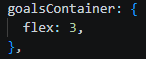 goalsContainer: {
  flex: 3,
},